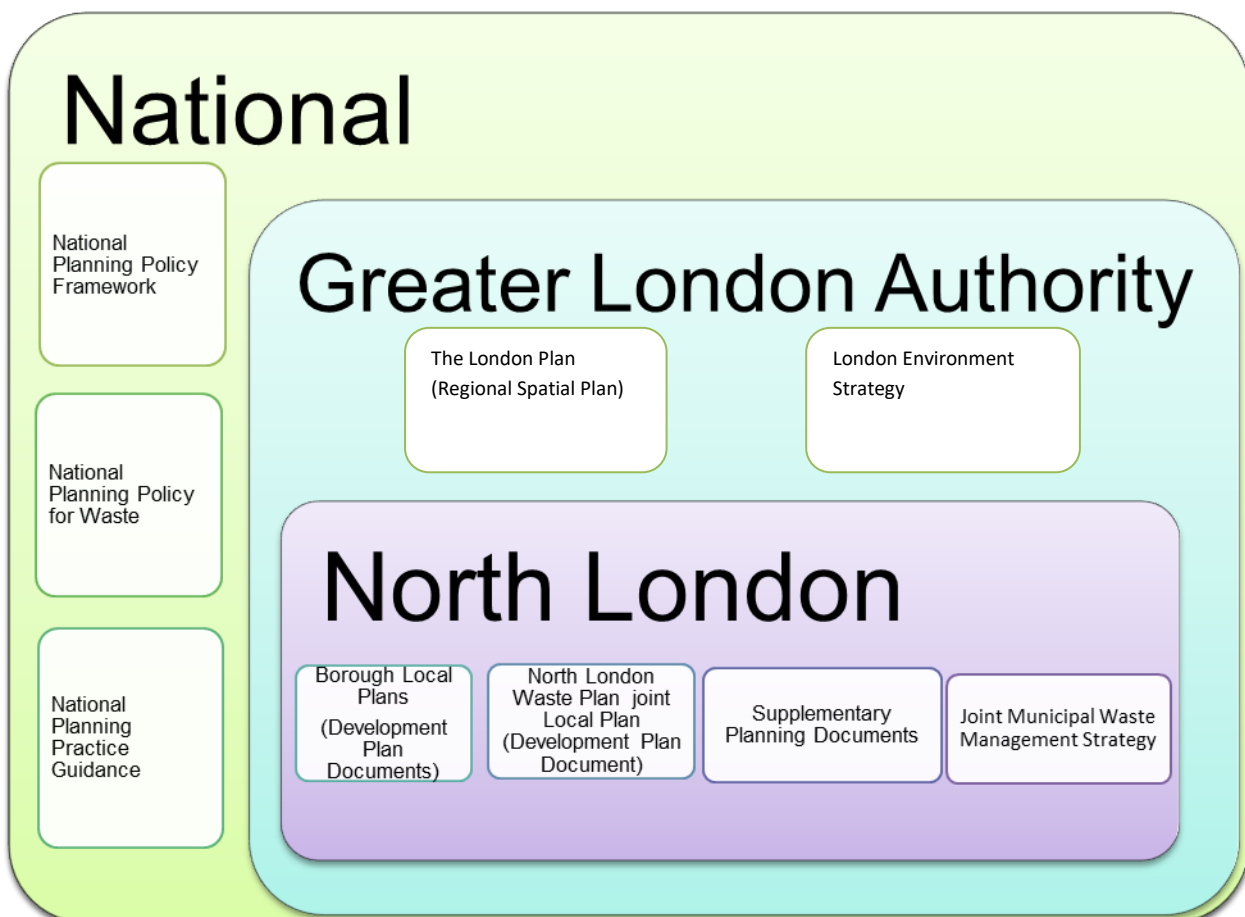 National
National
Planning Policy
Framework
National
Planning Policy
for Waste
National
Planning
Practice
Guidance
Greater London Authority
The London Plan
(Regional Spatial Plan)
London Environment
Strategy
North London
Borough Local
Plans
(Development
Plan
Documents)
North London
Waste Plan joint
Local Plan
(Development Plan
Document)
Supplementary
Planning Documents
Joint Municipal Waste
Management Strategy